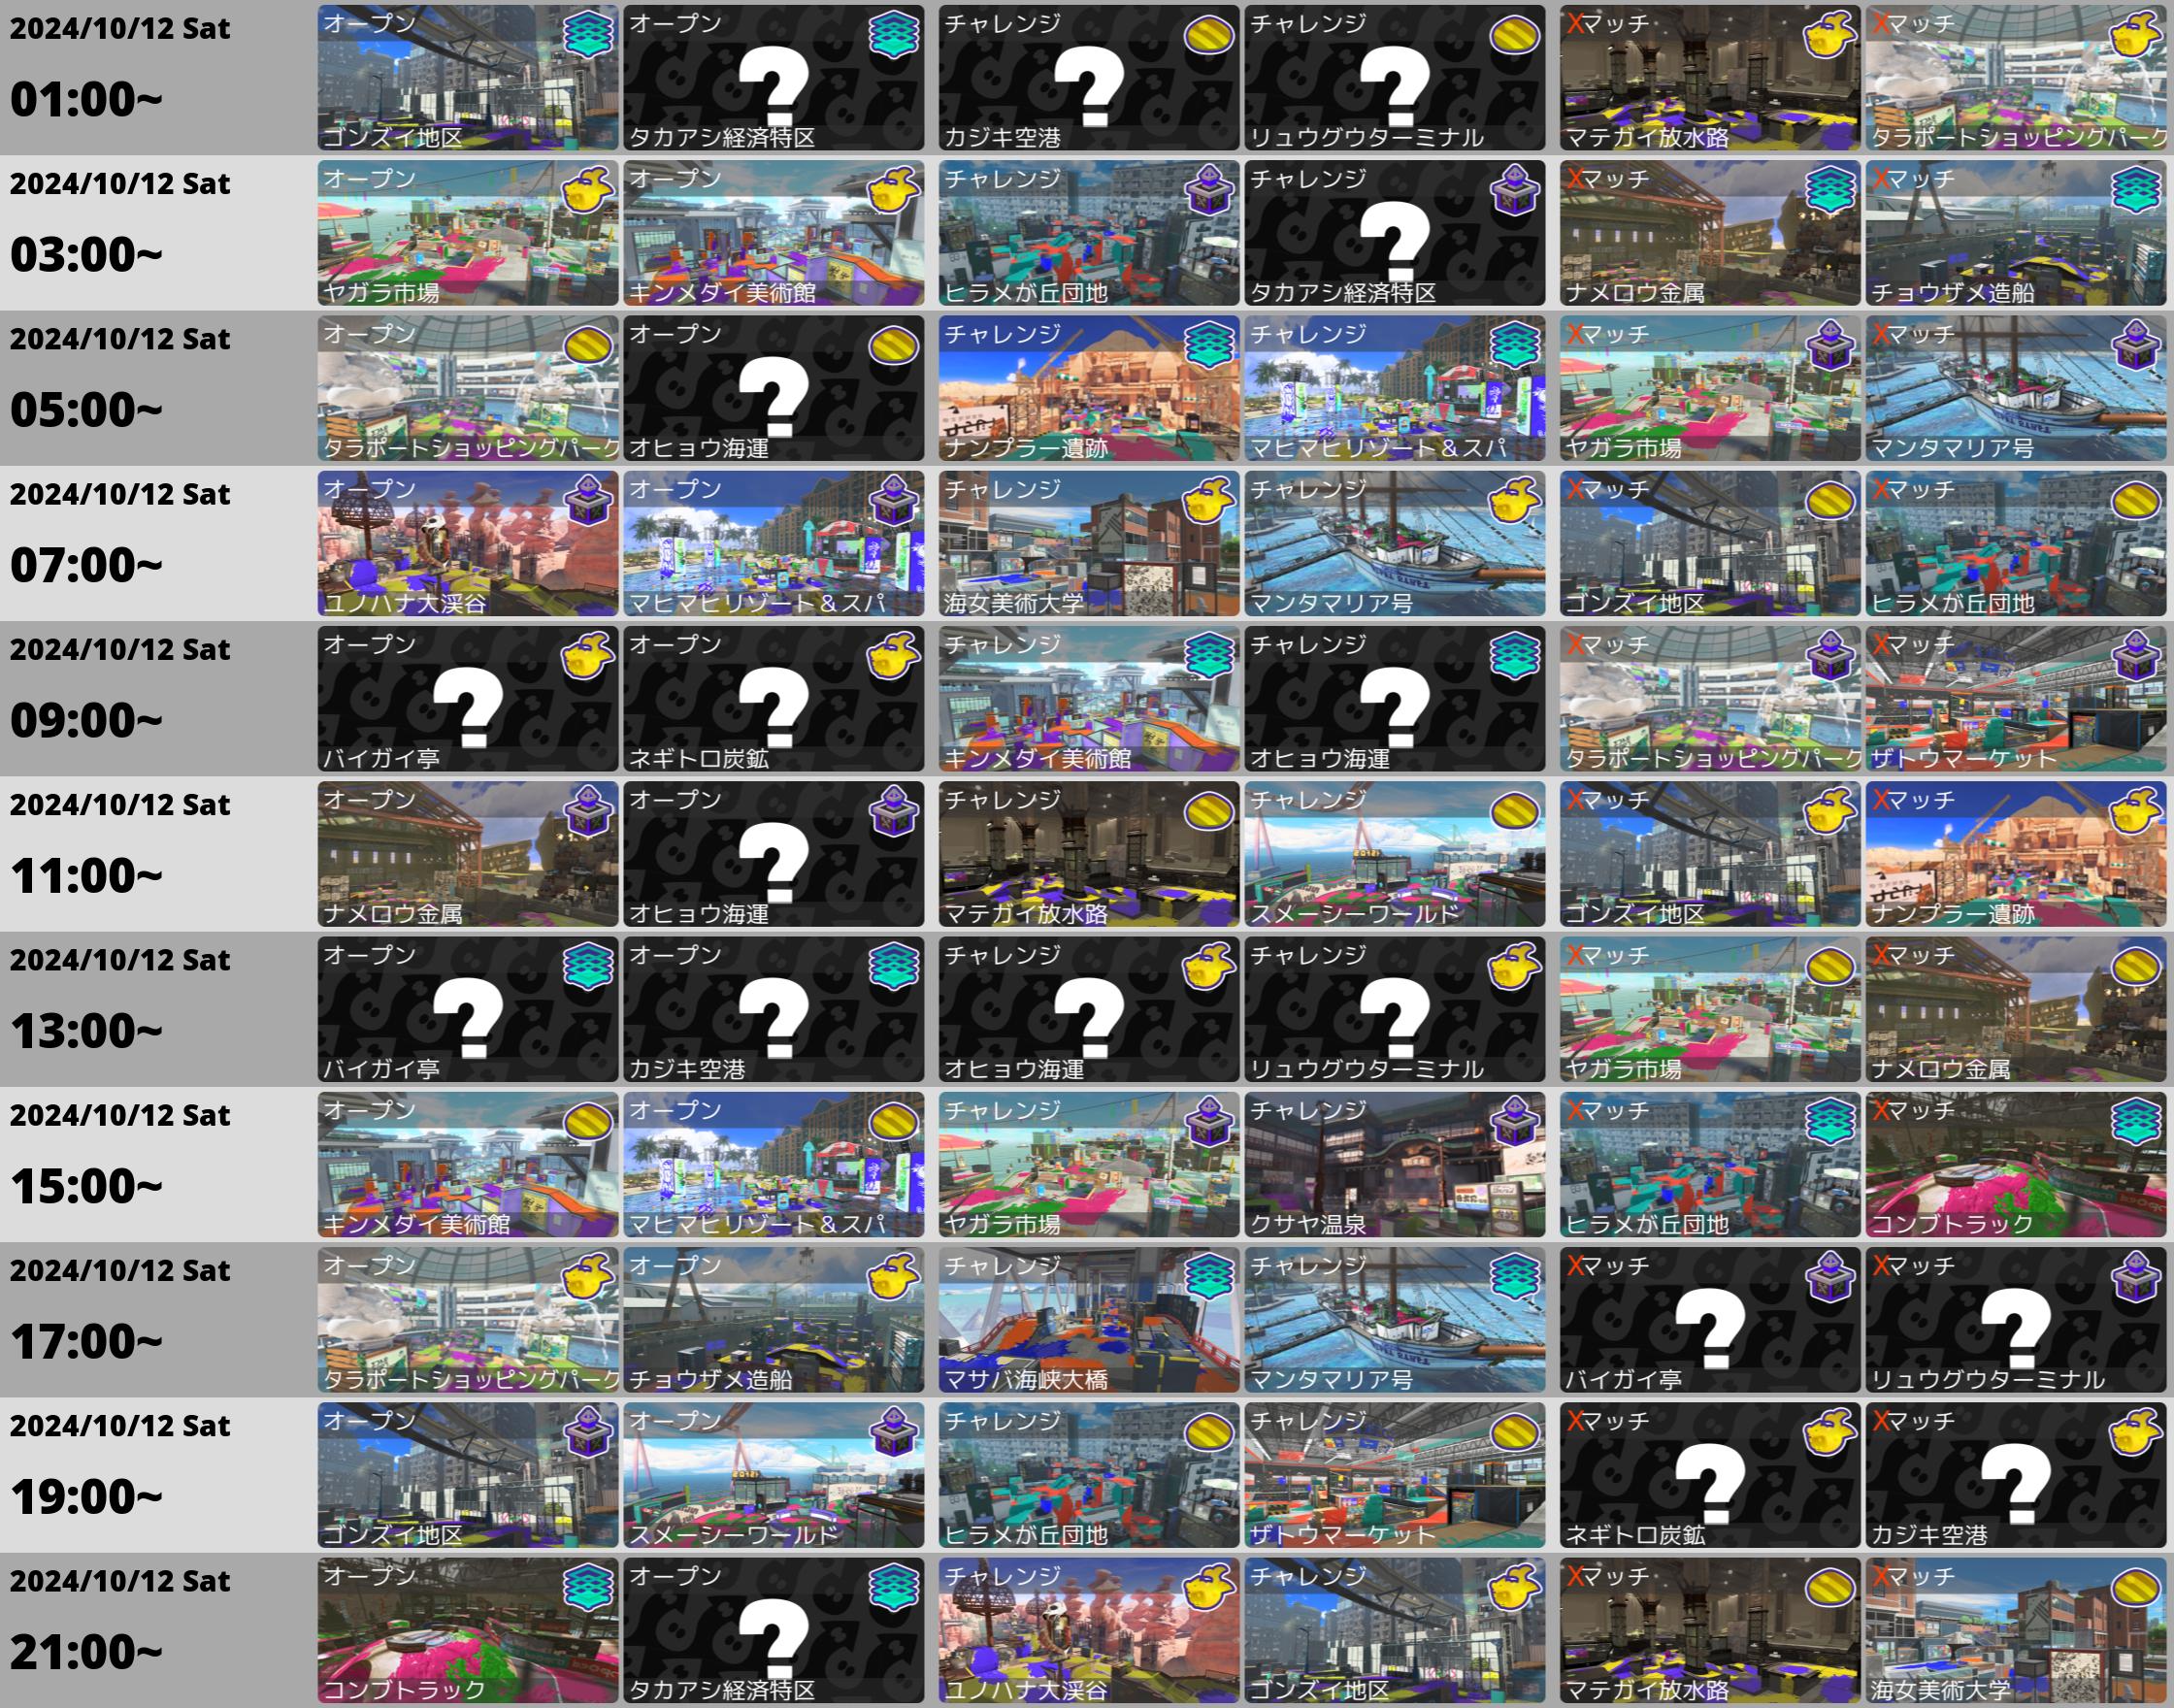 2024/10/12 Sat
01:00~
オープン
ゴンズイ地区
オープン
タカアシ経済特区
チャレンジ
カジキ空港
チャレンジ
リュウグウターミナル
Xマッチ
マテガイ放水路
Xマッチ
タラポートショッピングパーク
2024/10/12 Sat
03:00~
オープン
ヤガラ市場
オープン
キンメダイ美術館
チャレンジ
ヒラメが丘団地
チャレンジ
タカアシ経済特区
Xマッチ
ナメロウ金属
Xマッチ
チョウザメ造船
2024/10/12 Sat
05:00~
オープン
タラポートショッピングパーク
オープン
オヒョウ海運
チャレンジ
ナンプラー遺跡
チャレンジ
マヒマヒリゾート&スパ
Xマッチ
ヤガラ市場
Xマッチ
マンタマリア号
2024/10/12 Sat
07:00~
オープン
ユノハナ大渓谷
オープン
マヒマヒリゾート&スパ
チャレンジ
海女美術大学
チャレンジ
マンタマリア号
Xマッチ
ゴンズイ地区
Xマッチ
ヒラメが丘団地
2024/10/12 Sat
09:00~
オープン
バイガイ亭
オープン
ネギトロ炭鉱
チャレンジ
キンメダイ美術館
チャレンジ
オヒョウ海運
Xマッチ
タラポートショッピングパーク
Xマッチ
ザトウマーケット
2024/10/12 Sat
11:00~
オープン
ナメロウ金属
オープン
オヒョウ海運
チャレンジ
マテガイ放水路
チャレンジ
スメーシーワールド
Xマッチ
ゴンズイ地区
Xマッチ
ナンプラー遺跡
2024/10/12 Sat
13:00~
オープン
バイガイ亭
オープン
カジキ空港
チャレンジ
オヒョウ海運
チャレンジ
リュウグウターミナル
Xマッチ
ヤガラ市場
Xマッチ
ナメロウ金属
2024/10/12 Sat
15:00~
オープン
キンメダイ美術館
オープン
マヒマヒリゾート&スパ
チャレンジ
ヤガラ市場
チャレンジ
クサヤ温泉
Xマッチ
ヒラメが丘団地
Xマッチ
コンブトラック
2024/10/12 Sat
17:00~
オープン
タラポートショッピングパーク
オープン
チョウザメ造船
チャレンジ
マサバ海峡大橋
チャレンジ
マンタマリア号
Xマッチ
バイガイ亭
Xマッチ
リュウグウターミナル
2024/10/12 Sat
19:00~
オープン
ゴンズイ地区
オープン
スメーシーワールド
チャレンジ
ヒラメが丘団地
チャレンジ
ザトウマーケット
Xマッチ
ネギトロ炭鉱
Xマッチ
カジキ空港
2024/10/12 Sat
21:00~
オープン
コンブトラック
オープン
タカアシ経済特区
チャレンジ
ユノハナ大渓谷
チャレンジ
ゴンズイ地区
Xマッチ
マテガイ放水路
Xマッチ
海女美術大学